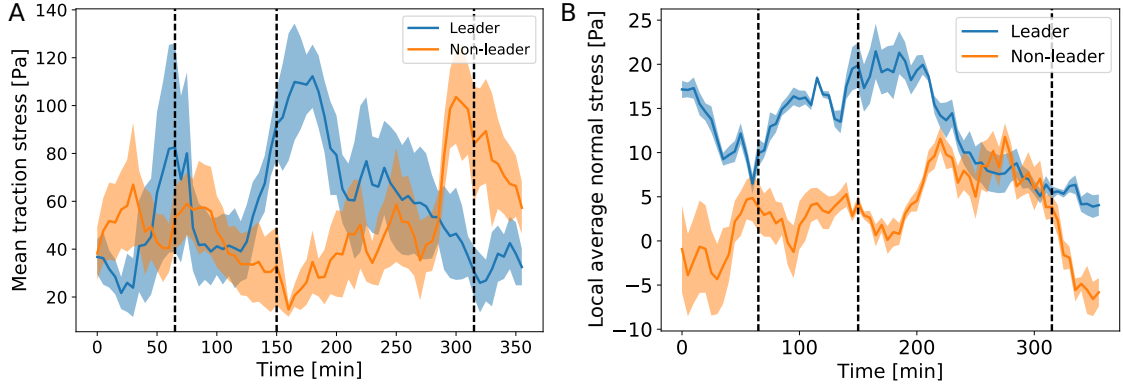 A
Mean traction stress [Pa]
140
120
100
80
60
40
20
0
50
100
150
200
250
300
350
Time [min]
Leader
Non-leader
B
Local average normal stress [Pa]
25
20
15
10
5
0
−5
−10
0
100
200
300
Time [min]
Leader
Non-leader